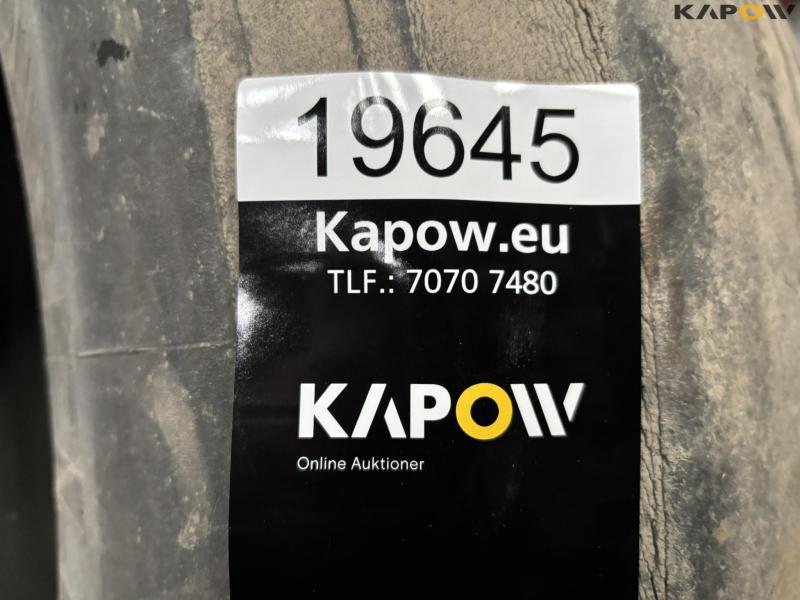 KAPOW
19645
Kapow.eu
TLF.: 7070 7480
KAPOW
Online Auktioner